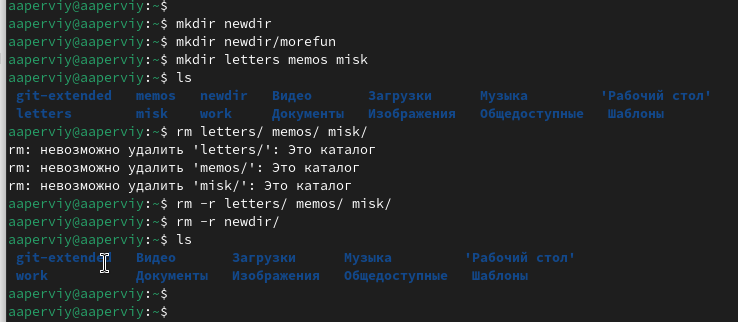 aaperviy@aaperviy:~$
aaperviy@aaperviy:~$ mkdir newdir
aaperviy@aaperviy:~$ mkdir newdir/morefun
aaperviy@aaperviy:~$ mkdir letters memos misk
aaperviy@aaperviy:~$ ls
git-extended memos newdir Видео Загрузки Музыка 'Рабочий стол'
letters misk work Документы Изображения Общедоступные Шаблоны
aaperviy@aaperviy:~$ rm letters/ memos/ misk/
rm: невозможно удалить 'letters/': Это каталог
rm: невозможно удалить 'memos/': Это каталог
rm: невозможно удалить 'misk/': Это каталог
aaperviy@aaperviy:~$ rm -r letters/ memos/ misk/
aaperviy@aaperviy:~$ rm -r newdir/
aaperviy@aaperviy:~$ ls
git-extended Видео Загрузки Музыка 'Рабочий стол'
work Документы Изображения Общедоступные Шаблоны
aaperviy@aaperviy:~$
aaperviy@aaperviy:~$